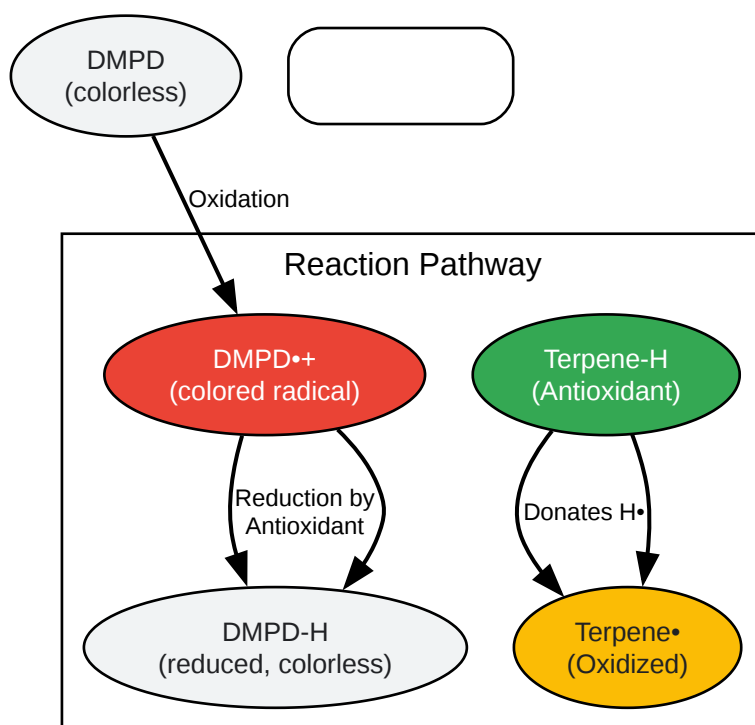 DMPD
(colorless)
Oxidation
Reaction Pathway
DMPD•+
(colored radical)
Terpene-H
(Antioxidant)
Reduction by
Antioxidant
Donates H•
DMPD-H
(reduced, colorless)
Terpene•
(Oxidized)